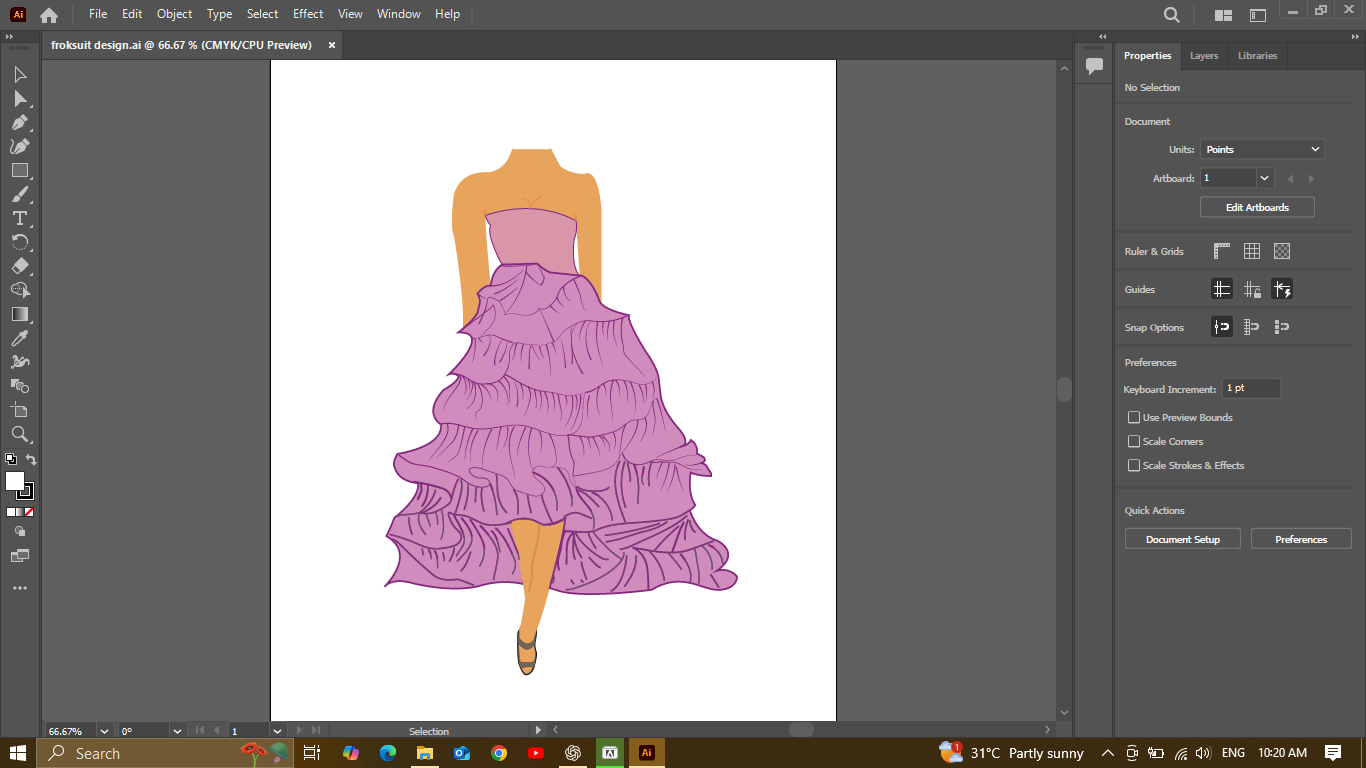 Ai File Edit Object Type Select Effect View Window Help
froksuit design.ai @ 66.67 % (CMYK/CPU Preview) ×
Properties Layers Libraries
No Selection
Document
Units: Points
Artboard: 1
Edit Artboards
Ruler & Grids
Guides
Snap Options
Preferences
Keyboard Increment: 1 pt
Use Preview Bounds
Scale Corners
Scale Strokes & Effects
Quick Actions
Document Setup Preferences
66.67% 0° 1 Selection
Search Ai 1 31°C Partly sunny ENG 10:20 AM